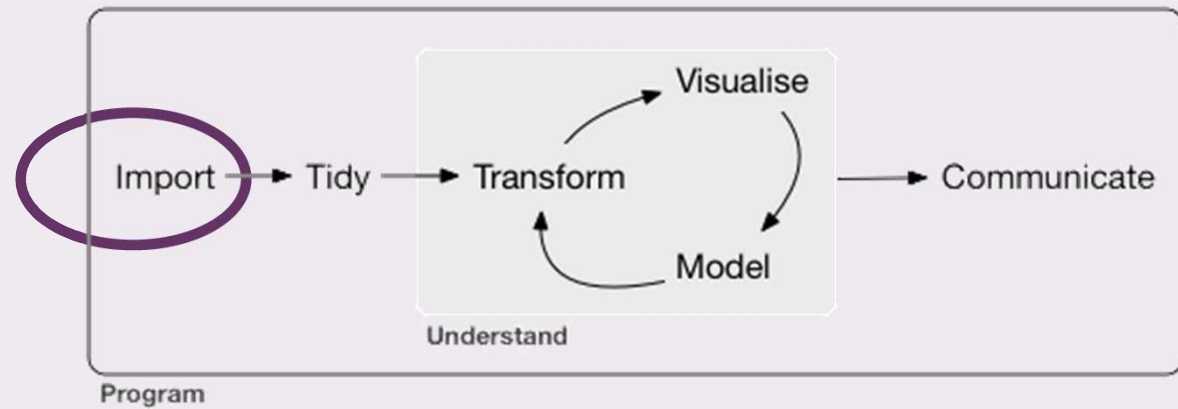 Visualise
Import Tidy Transform Communicate
Model
Understand
Program